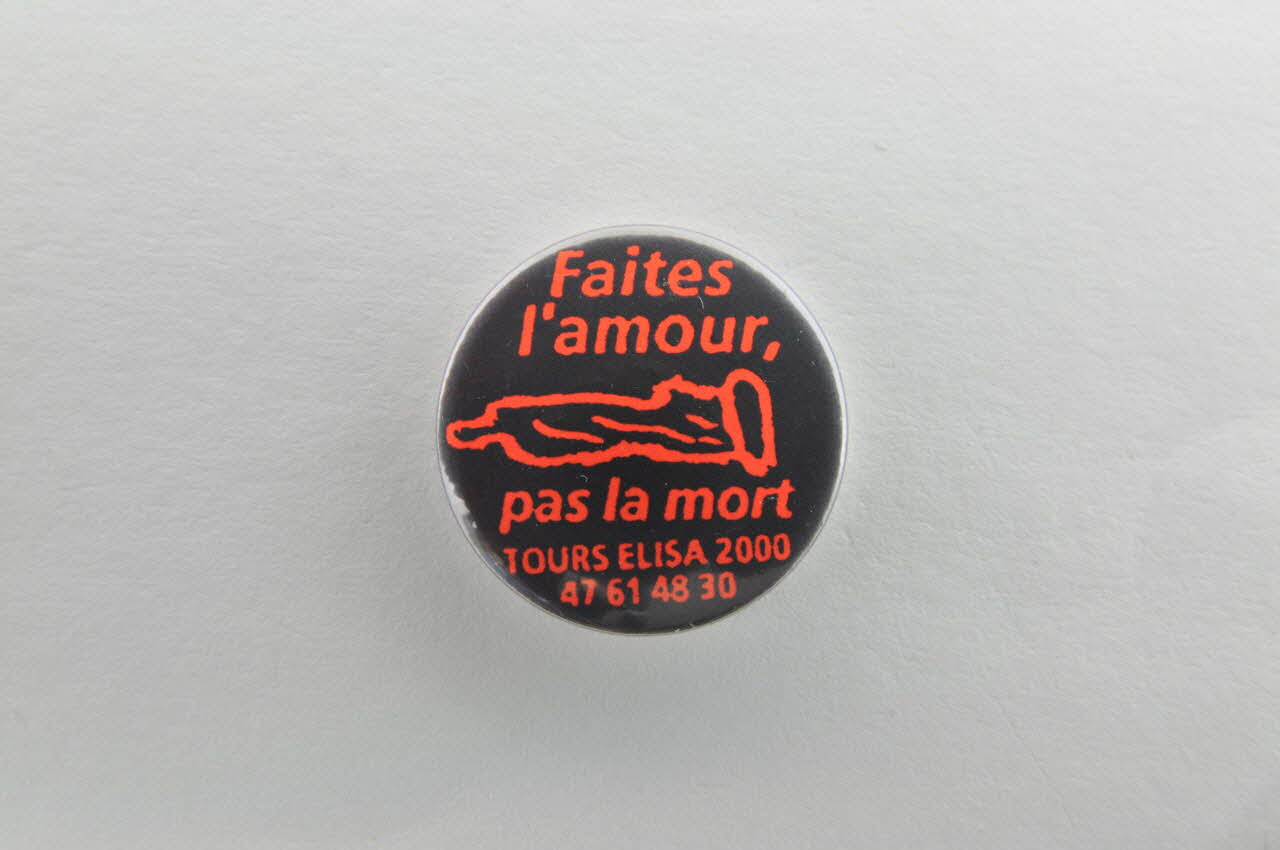 Faites
l'amour,
pas la mort
TOURS ELISA 2000
47 61 48 30